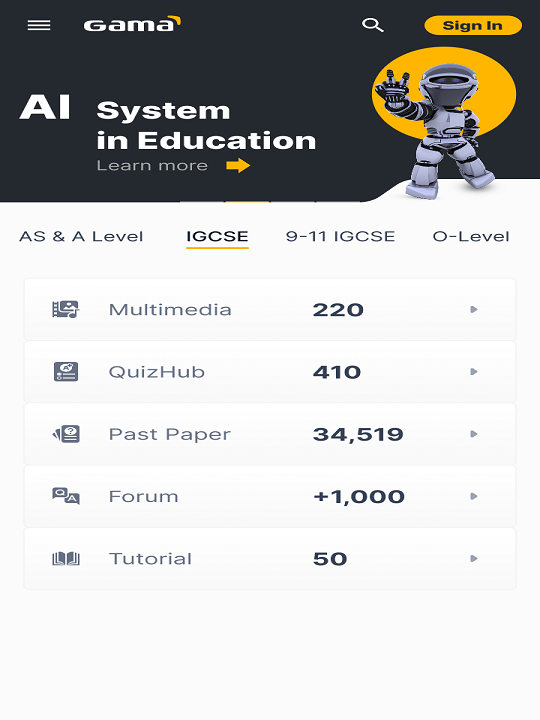 Gama
Sign In
AI System
in Education
Learn more
AS & A Level IGCSE 9-11 IGCSE O-Level
Multimedia 220
QuizHub 410
Past Paper 34,519
Forum +1,000
Tutorial 50